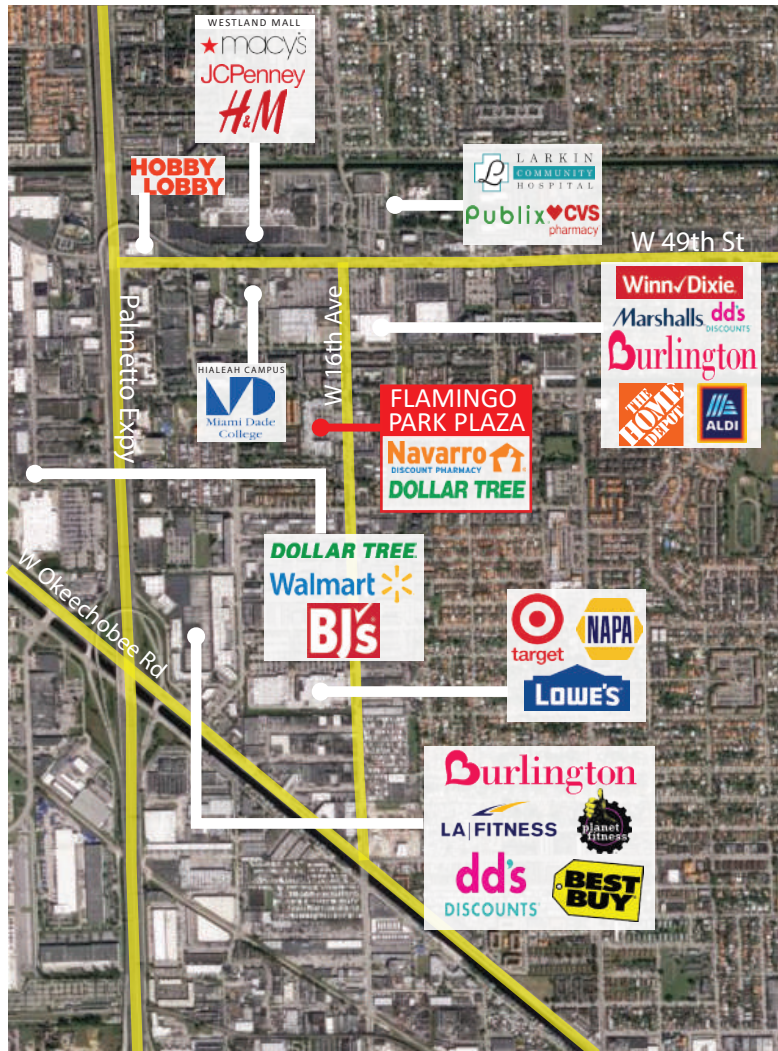 WESTLAND MALL
macy's
JCPenney
H&M
HOBBY
LOBBY
LARKIN
COMMUNITY
HOSPITAL
Publix
CVS
pharmacy
W 49th St
Winn Dixie
Marshalls
dd's
DISCOUNTS
Burlington
THE
HOME
DEPOT
ALDI
Palmetto Expy
W 16th Ave
HIALEAH CAMPUS
MD
Miami Dade
College
FLAMINGO
PARK PLAZA
Navarro
DISCOUNT PHARMACY
DOLLAR TREE
DOLLAR TREE
Walmart
BJ's
W Okeechobee Rd
target
NAPA
LOWE'S
Burlington
LA|FITNESS
planet
fitness
dd's
DISCOUNTS
BEST
BUY